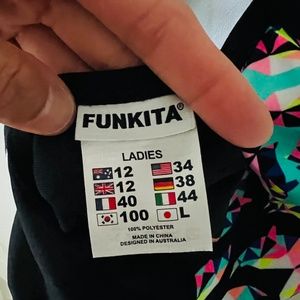 FUNKITA®
LADIES
12 34
12 38
40 44
100 L
100% POLYESTER
MADE IN CHINA
DESIGNED IN AUSTRALIA